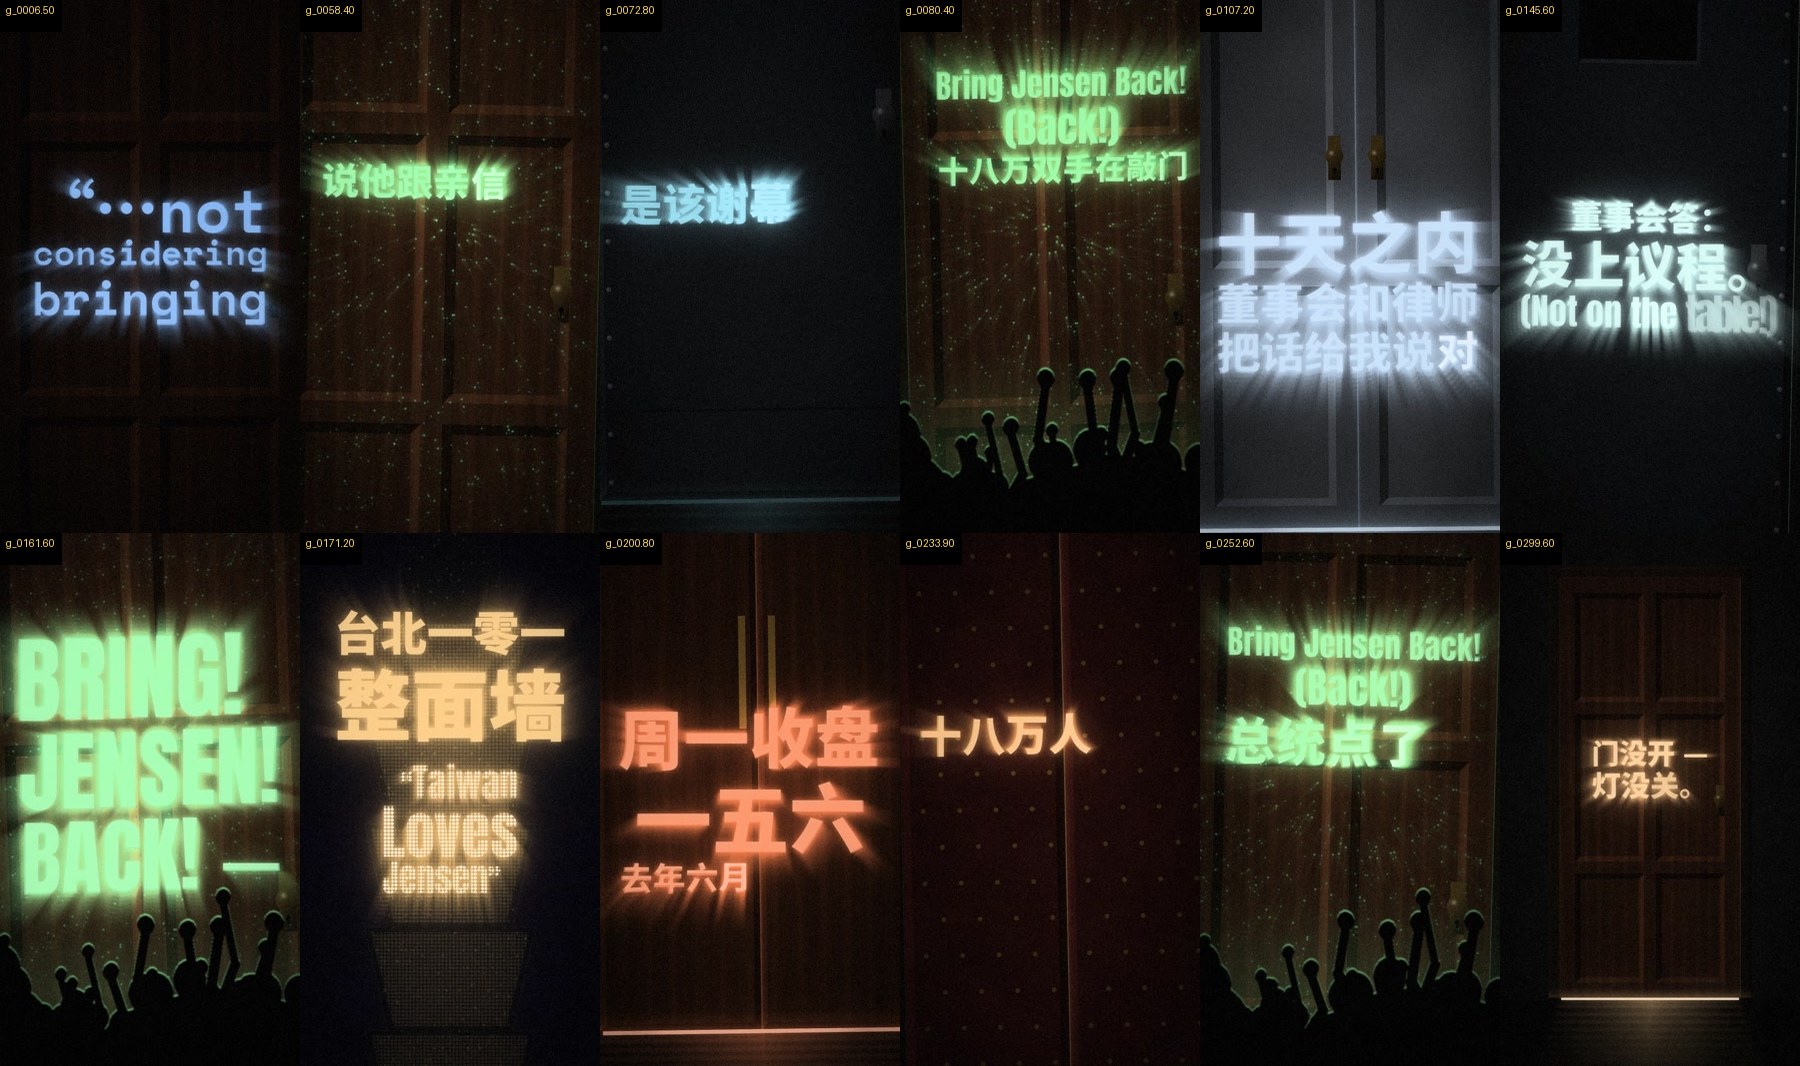 g_0006.50
“…not
considering
bringing
g_0058.40
说他跟亲信
g_0072.80
是该谢幕
g_0080.40
Bring Jensen Back!
(Back!)
十八万双手在敲门
g_0107.20
十天之内
董事会和律师
把话给我说对
g_0145.60
董事会答：
没上议程。
(Not on the table!)
g_0161.60
BRING!
JENSEN!
BACK! —
g_0171.20
台北一零一
整面墙
“Taiwan
Loves
Jensen”
g_0200.80
周一收盘
一五六
去年六月
g_0233.90
十八万人
g_0252.60
Bring Jensen Back!
(Back!)
总统点了
g_0299.60
门没开 —
灯没关。